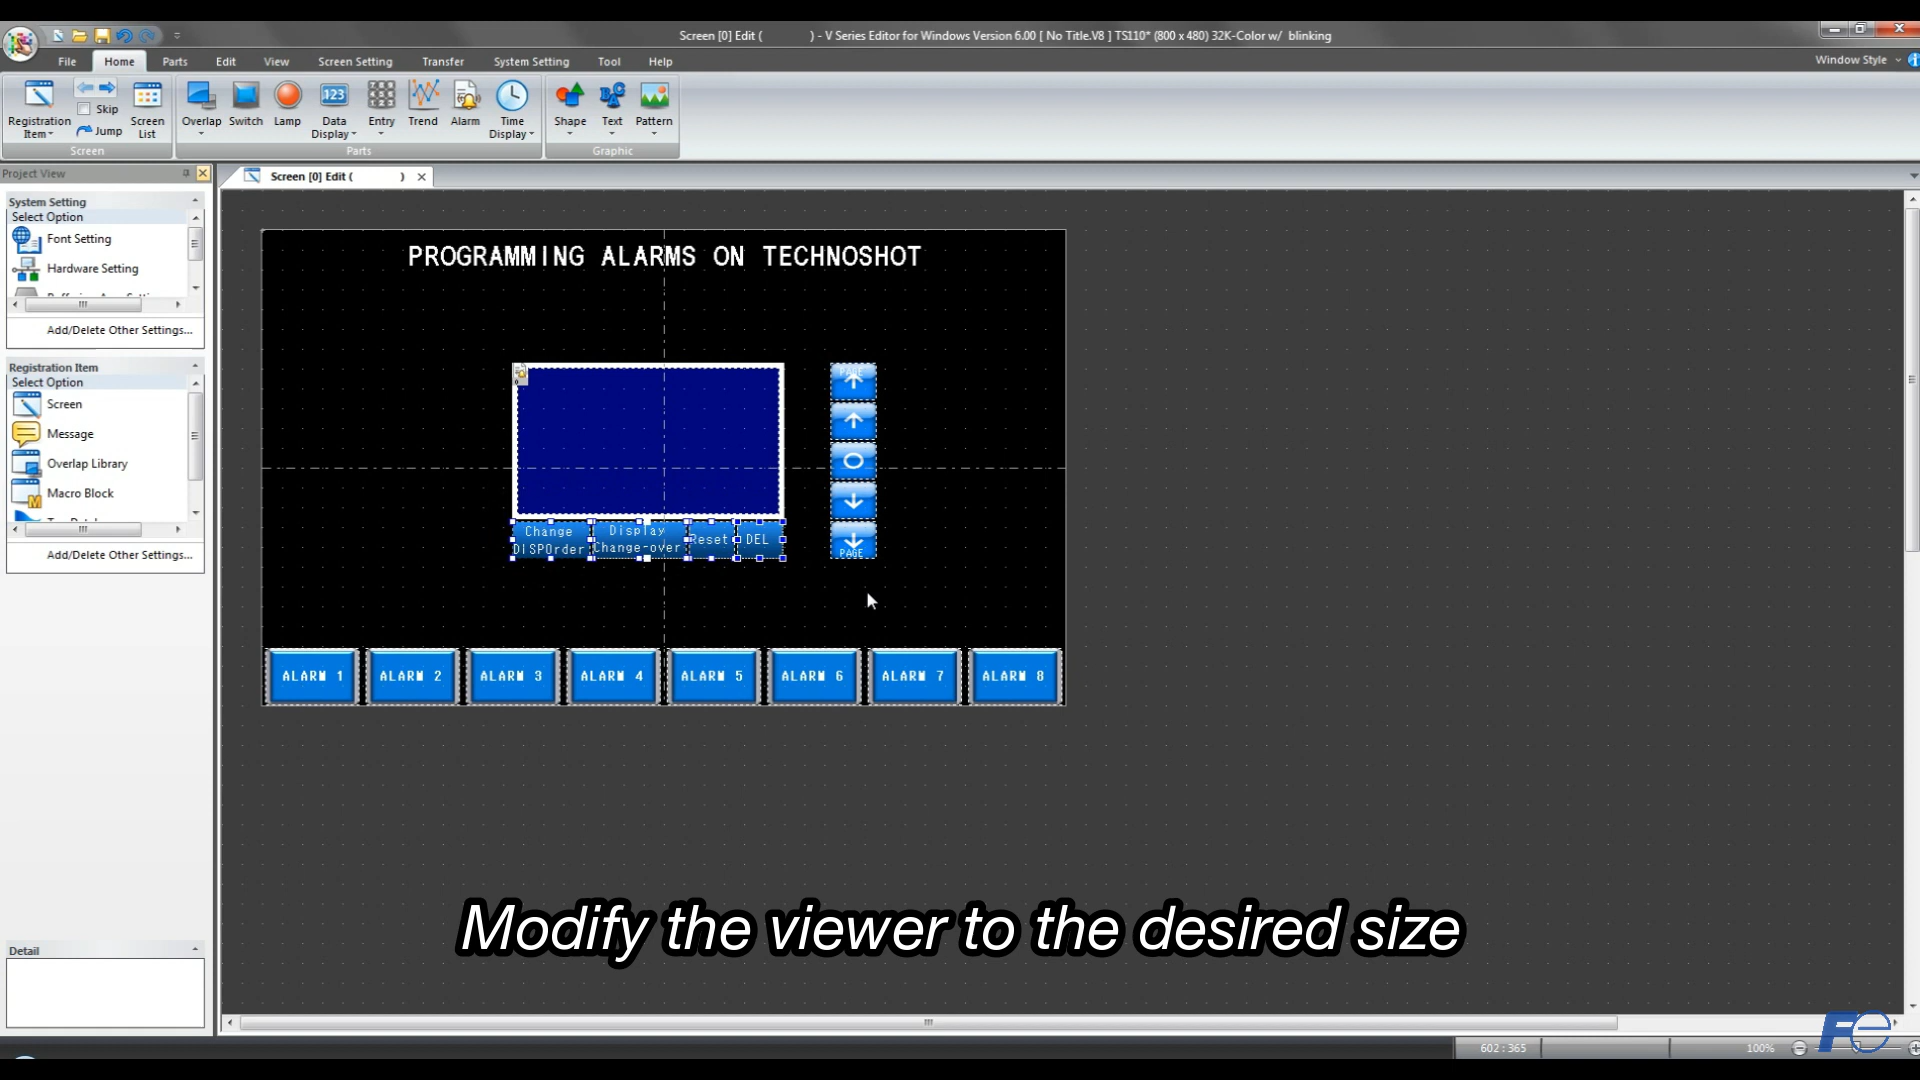 Screen [0] Edit ( ) - V Series Editor for Windows Version 6.00 [ No Title.V8 ] TS110* (800 x 480) 32K-Color w/ blinking
File Home Parts Edit View Screen Setting Transfer System Setting Tool Help
Window Style
Registration Item
Skip
Jump
Screen List
Overlap
Switch
Lamp
123
Data Display
Entry
Trend
Alarm
Time Display
Shape
Text
Pattern
Screen
Parts
Graphic
Project View
Screen [0] Edit ( )
System Setting
Select Option
Font Setting
Hardware Setting
Add/Delete Other Settings...
Registration Item
Select Option
Screen
Message
Overlap Library
Macro Block
Add/Delete Other Settings...
Detail
PROGRAMMING ALARMS ON TECHNOSHOT
PAGE
Change
DISPOrder
Display
Change-over
Reset
DEL
PAGE
ALARM 1
ALARM 2
ALARM 3
ALARM 4
ALARM 5
ALARM 6
ALARM 7
ALARM 8
Modify the viewer to the desired size
Fe
602 : 365
100%